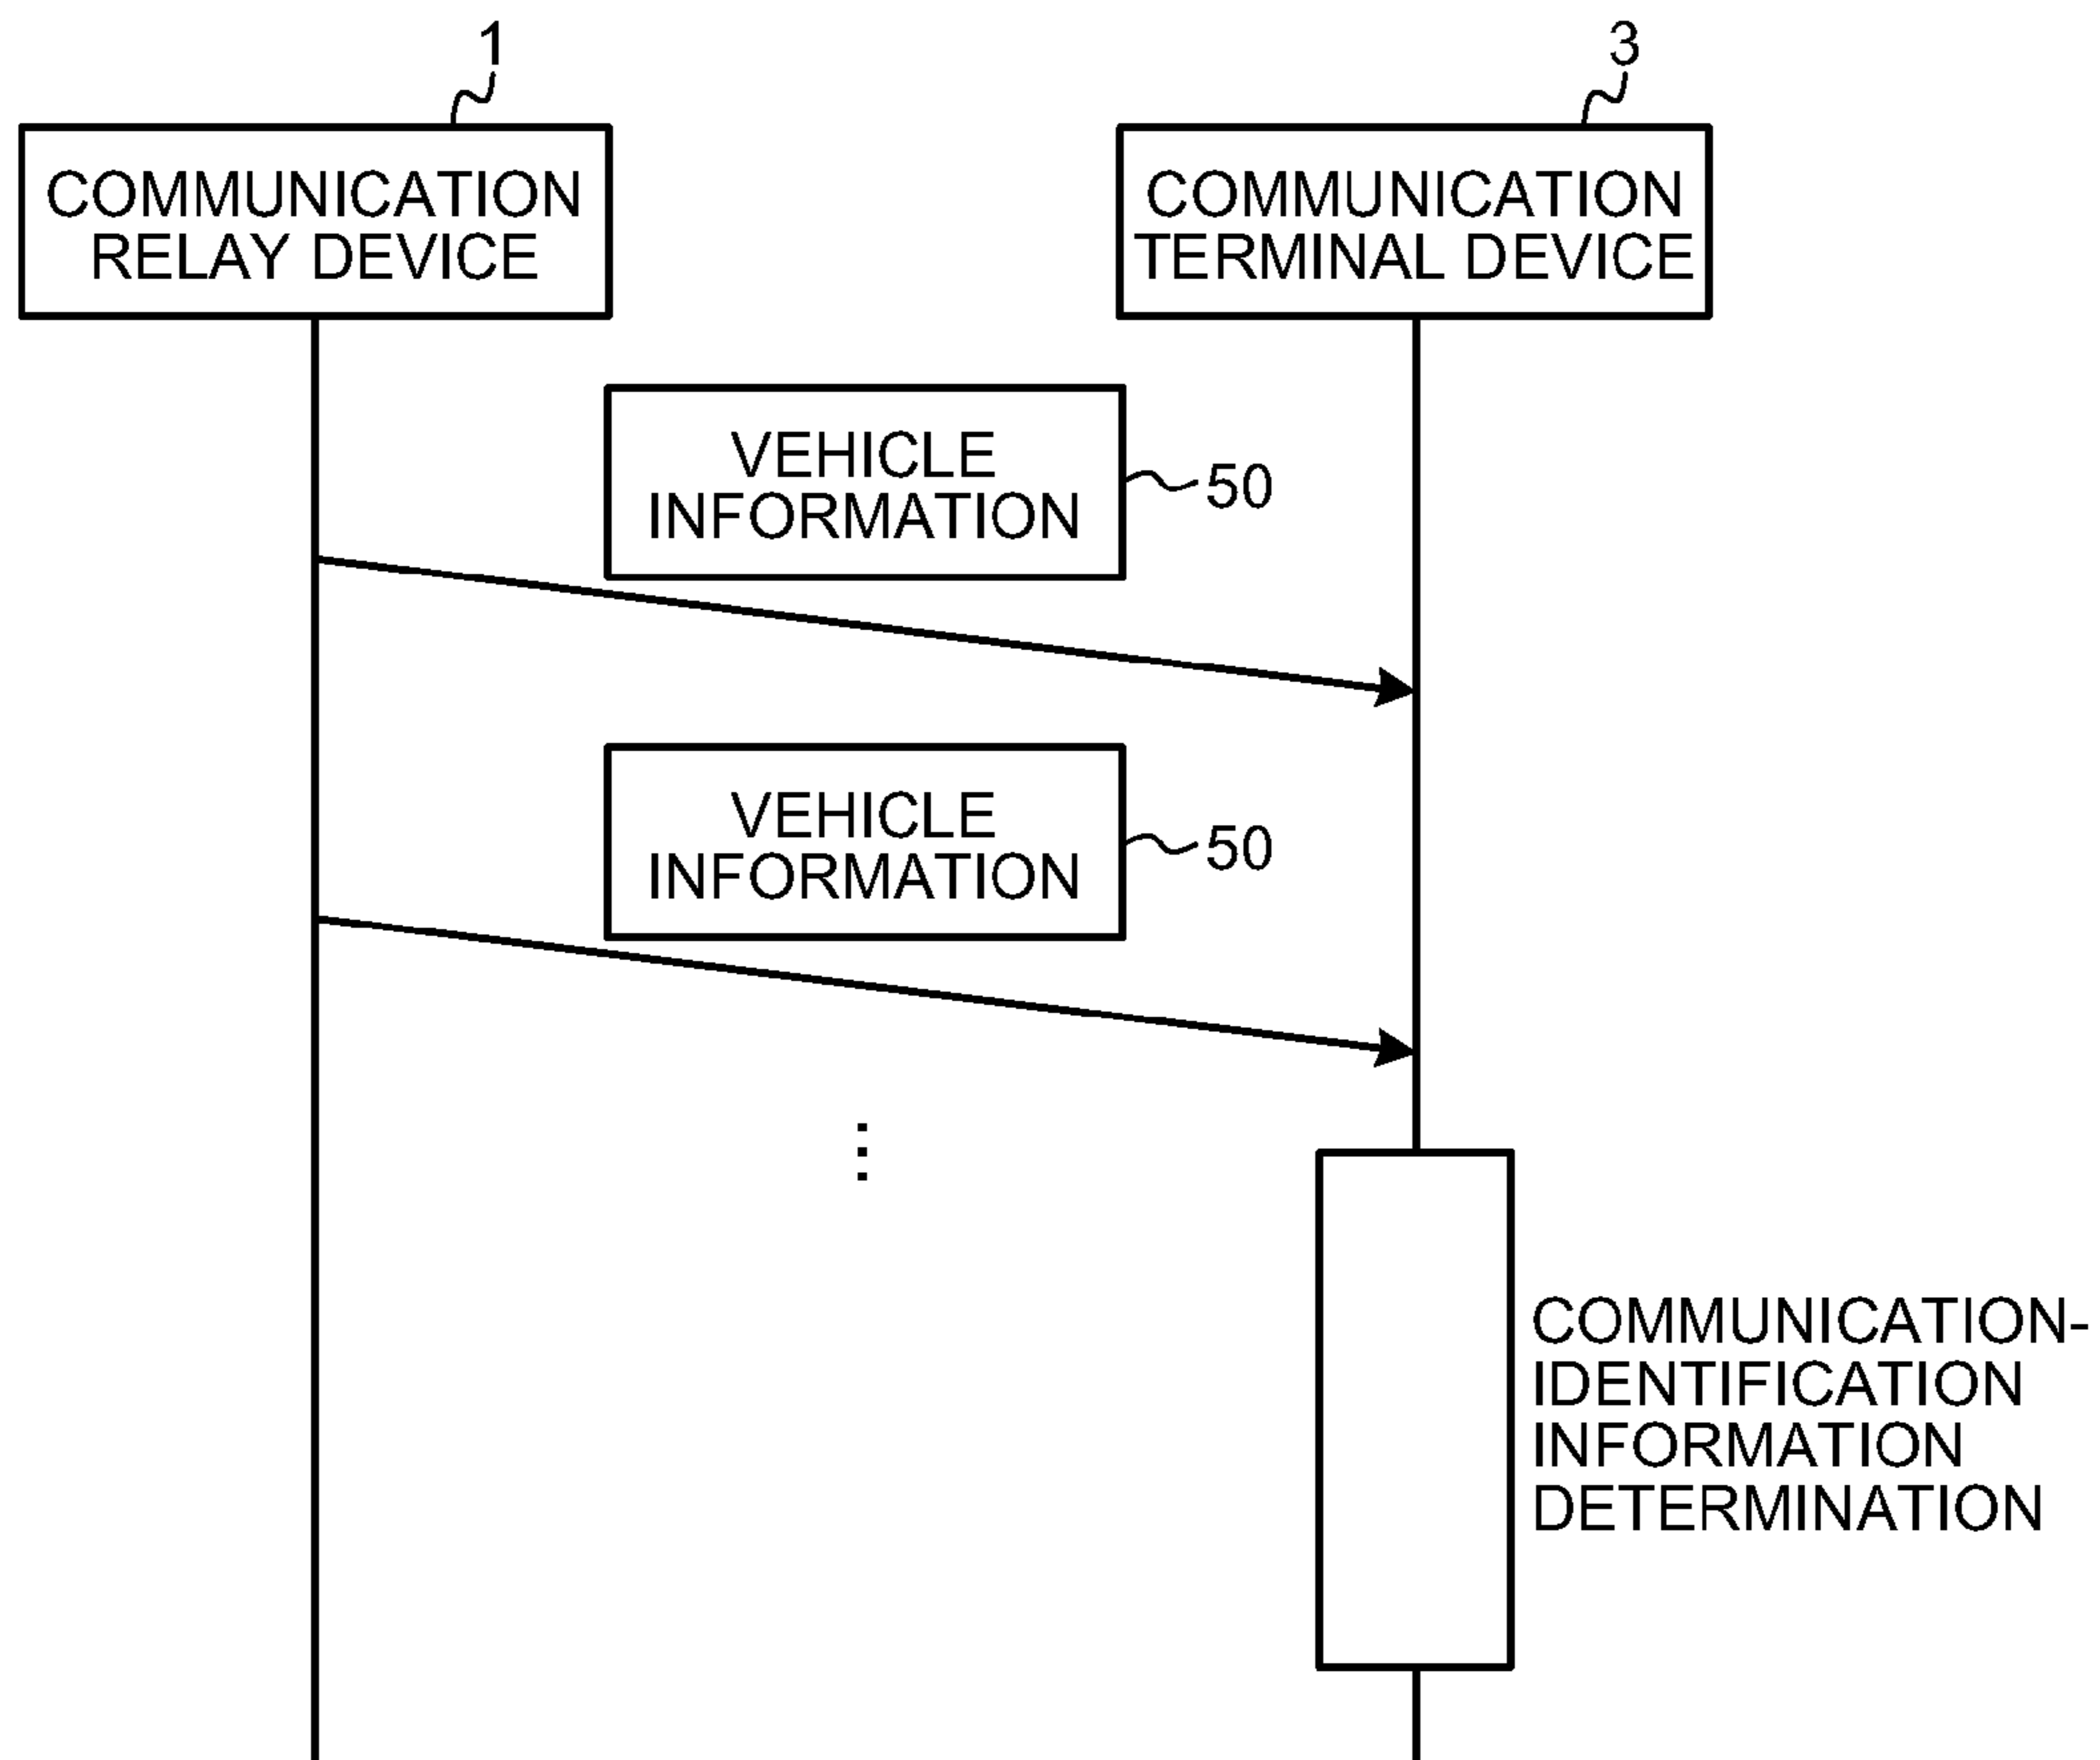 1
3
COMMUNICATION
RELAY DEVICE
COMMUNICATION
TERMINAL DEVICE
VEHICLE
INFORMATION
50
VEHICLE
INFORMATION
50
COMMUNICATION-
IDENTIFICATION
INFORMATION
DETERMINATION